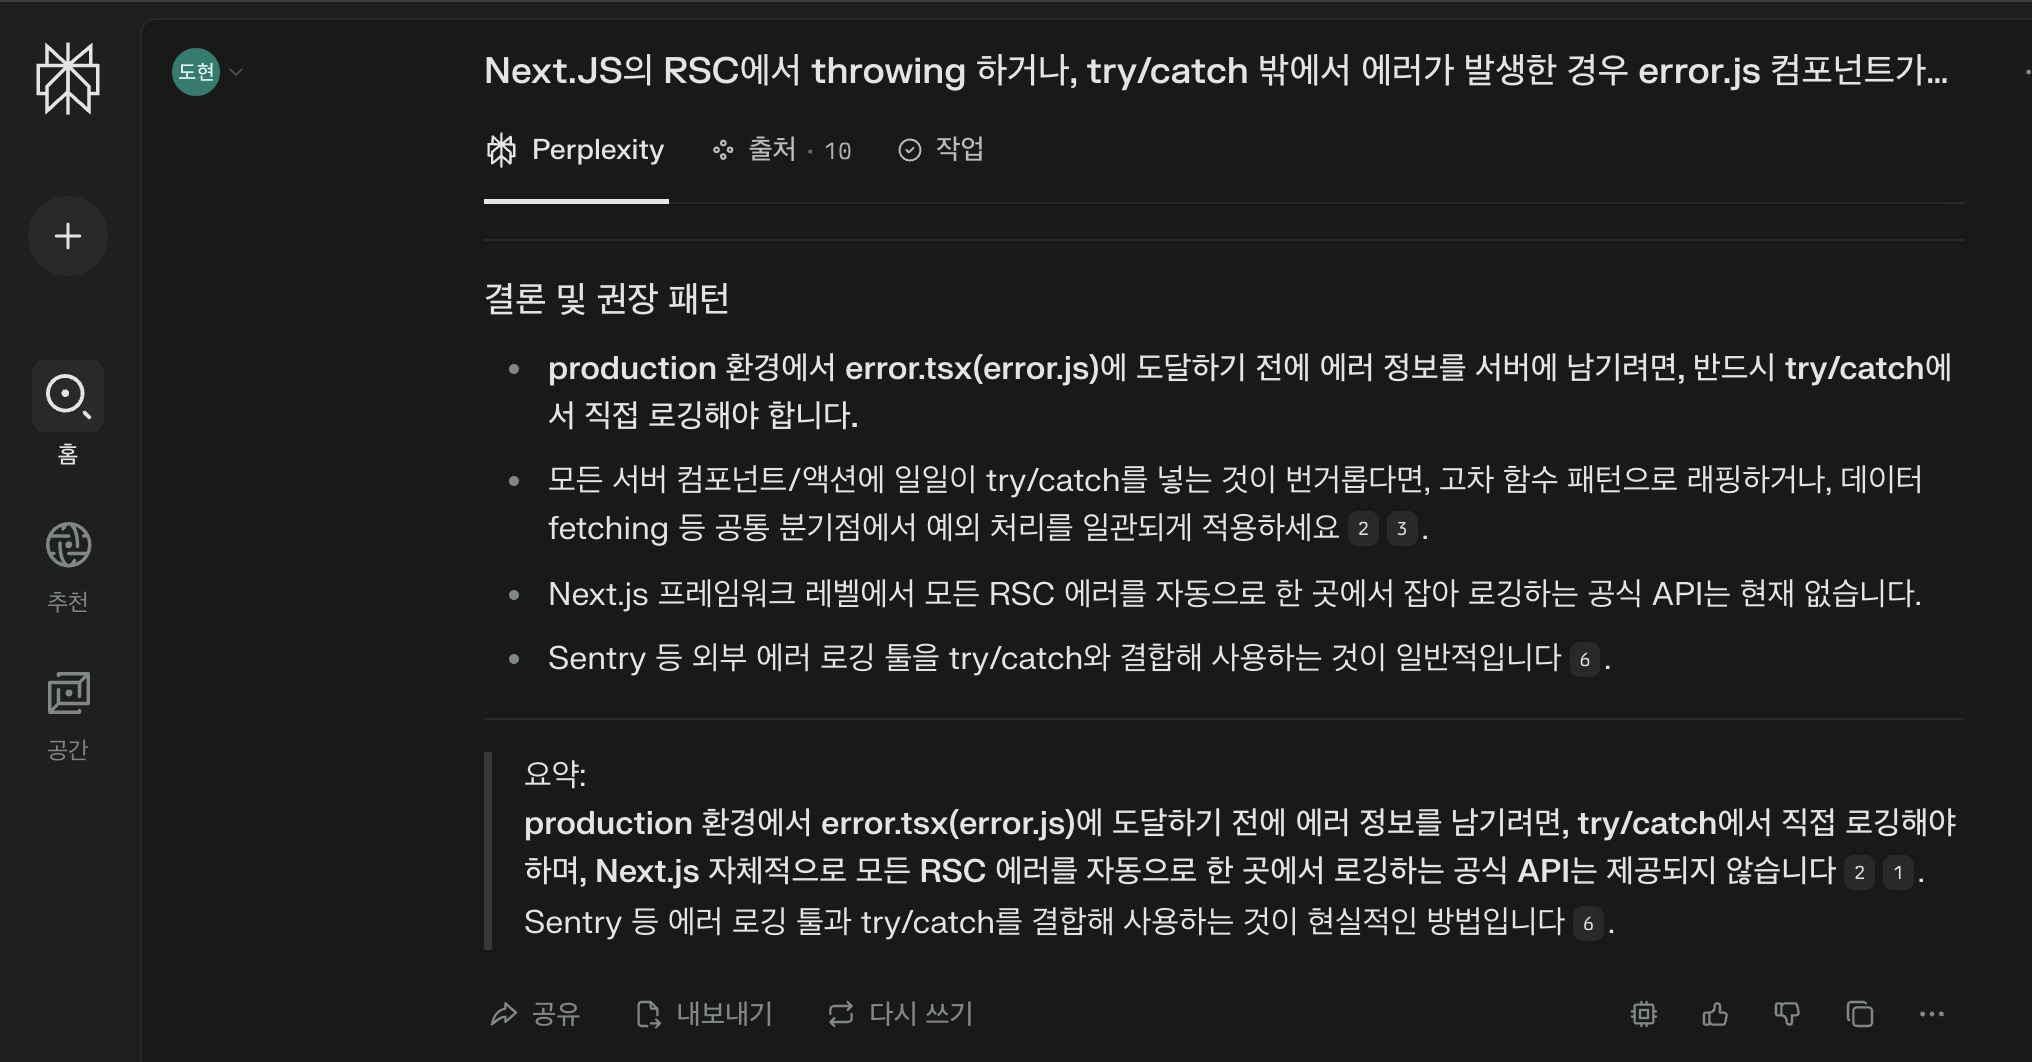 도현
Next.JS의 RSC에서 throwing 하거나, try/catch 밖에서 에러가 발생한 경우 error.js 컴포넌트가...
Perplexity
출처 · 10
작업
홈
추천
공간
결론 및 권장 패턴
production 환경에서 error.tsx(error.js)에 도달하기 전에 에러 정보를 서버에 남기려면, 반드시 try/catch에
서 직접 로깅해야 합니다.
모든 서버 컴포넌트/액션에 일일이 try/catch를 넣는 것이 번거롭다면, 고차 함수 패턴으로 래핑하거나, 데이터
fetching 등 공통 분기점에서 예외 처리를 일관되게 적용하세요 2 3 .
Next.js 프레임워크 레벨에서 모든 RSC 에러를 자동으로 한 곳에서 잡아 로깅하는 공식 API는 현재 없습니다.
Sentry 등 외부 에러 로깅 툴을 try/catch와 결합해 사용하는 것이 일반적입니다 6 .
요약:
production 환경에서 error.tsx(error.js)에 도달하기 전에 에러 정보를 남기려면, try/catch에서 직접 로깅해야
하며, Next.js 자체적으로 모든 RSC 에러를 자동으로 한 곳에서 로깅하는 공식 API는 제공되지 않습니다 2 1 .
Sentry 등 에러 로깅 툴과 try/catch를 결합해 사용하는 것이 현실적인 방법입니다 6 .
공유
내보내기
다시 쓰기